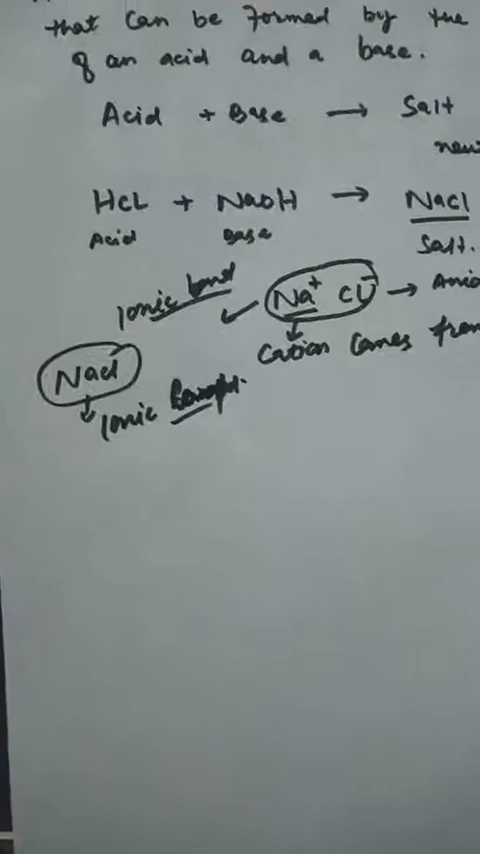 that can be formed by the
of an acid and a base.
Acid + Base → Salt
HCL + NaOH → NaCl
Acid Base Salt.
Ionic bond Na⁺ Cl⁻ →
Cation Comes from
NaCl
Ionic